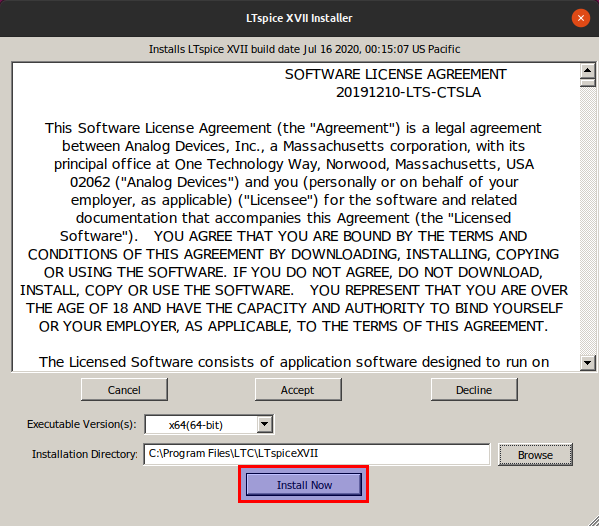 LTspice XVII Installer
Installs LTspice XVII build date Jul 16 2020, 00:15:07 US Pacific
SOFTWARE LICENSE AGREEMENT
20191210-LTS-CTSLA
This Software License Agreement (the "Agreement") is a legal agreement
between Analog Devices, Inc., a Massachusetts corporation, with its
principal office at One Technology Way, Norwood, Massachusetts, USA
02062 ("Analog Devices") and you (personally or on behalf of your
employer, as applicable) ("Licensee") for the software and related
documentation that accompanies this Agreement (the "Licensed
Software"). YOU AGREE THAT YOU ARE BOUND BY THE TERMS AND
CONDITIONS OF THIS AGREEMENT BY DOWNLOADING, INSTALLING, COPYING
OR USING THE SOFTWARE. IF YOU DO NOT AGREE, DO NOT DOWNLOAD,
INSTALL, COPY OR USE THE SOFTWARE. YOU REPRESENT THAT YOU ARE OVER
THE AGE OF 18 AND HAVE THE CAPACITY AND AUTHORITY TO BIND YOURSELF
OR YOUR EMPLOYER, AS APPLICABLE, TO THE TERMS OF THIS AGREEMENT.
The Licensed Software consists of application software designed to run on
Cancel Accept Decline
Executable Version(s): x64(64-bit)
Installation Directory: C:\Program Files\LTC\LTspiceXVII Browse
Install Now